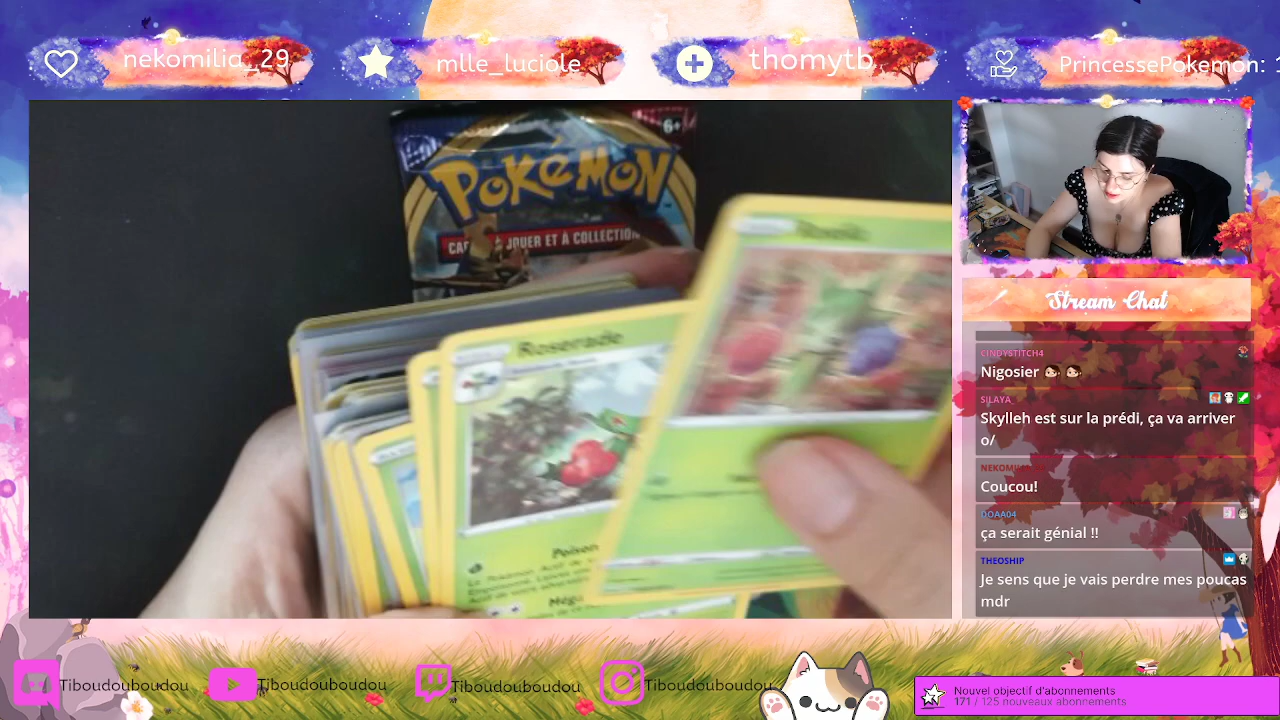 nekomilia_29
mlle_luciole
thomytb
PrincessePokemon: 1
6+
POKÉMON
À JOUER ET À COLLECTION
Roserade
Poison
Méga
Stream Chat
CINDYSTITCH4
Nigosier
SILAYA
Skylleh est sur la prédi, ça va arriver
o/
Coucou!
DOAA04
ça serait génial !!
THEOSHIP
Je sens que je vais perdre mes poucas
mdr
Tiboudouboudou
Tiboudouboudou
Tiboudouboudou
Tiboudouboudou
Nouvel objectif d'abonnements
171 / 125 nouveaux abonnements